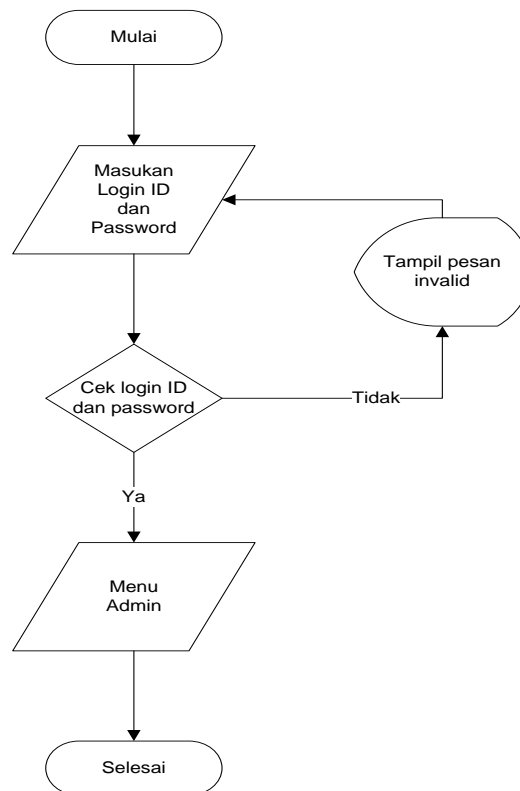 Mulai
Masukan
Login ID
dan
Password
Tampil pesan
invalid
Cek login ID
dan password
Tidak
Ya
Menu
Admin
Selesai